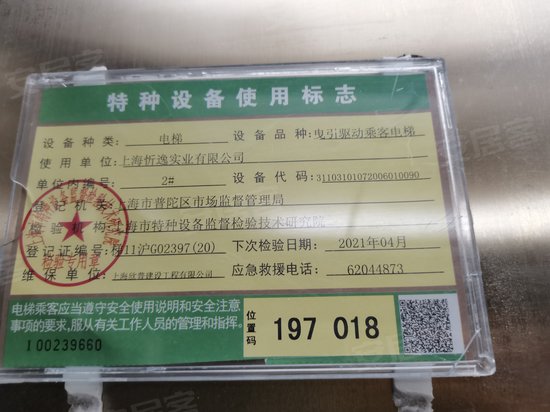 特种设备使用标志
设备种类: 电梯 设备品种: 曳引驱动乘客电梯
使用单位: 上海忻逸实业有限公司
单位内编号: 2# 设备代码: 31103101072006010090
登记机关: 上海市普陀区市场监督管理局
检验机构: 上海市特种设备监督检验技术研究院
登记证编号: 梯11沪G02397(20) 下次检验日期: 2021年04月
维保单位: 上海欣普建设工程有限公司 应急救援电话: 62044873
电梯乘客应当遵守安全使用说明和安全注意
事项的要求,服从有关工作人员的管理和指挥。
100239660
位置码 197 018
检验专用章